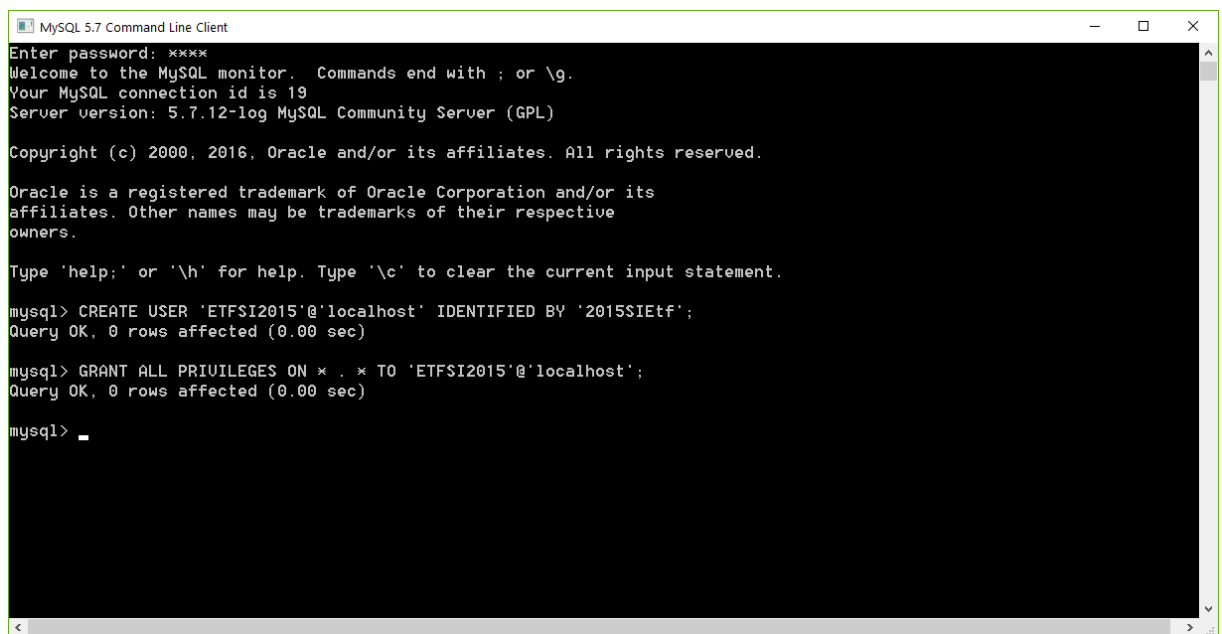 MySQL 5.7 Command Line Client
Enter password: ****
Welcome to the MySQL monitor.  Commands end with ; or \g.
Your MySQL connection id is 19
Server version: 5.7.12-log MySQL Community Server (GPL)
Copyright (c) 2000, 2016, Oracle and/or its affiliates. All rights reserved.
Oracle is a registered trademark of Oracle Corporation and/or its
affiliates. Other names may be trademarks of their respective
owners.
Type 'help;' or '\h' for help. Type '\c' to clear the current input statement.
mysql> CREATE USER 'ETFSI2015'@'localhost' IDENTIFIED BY '2015SIEtf';
Query OK, 0 rows affected (0.00 sec)
mysql> GRANT ALL PRIVILEGES ON * . * TO 'ETFSI2015'@'localhost';
Query OK, 0 rows affected (0.00 sec)
mysql> _